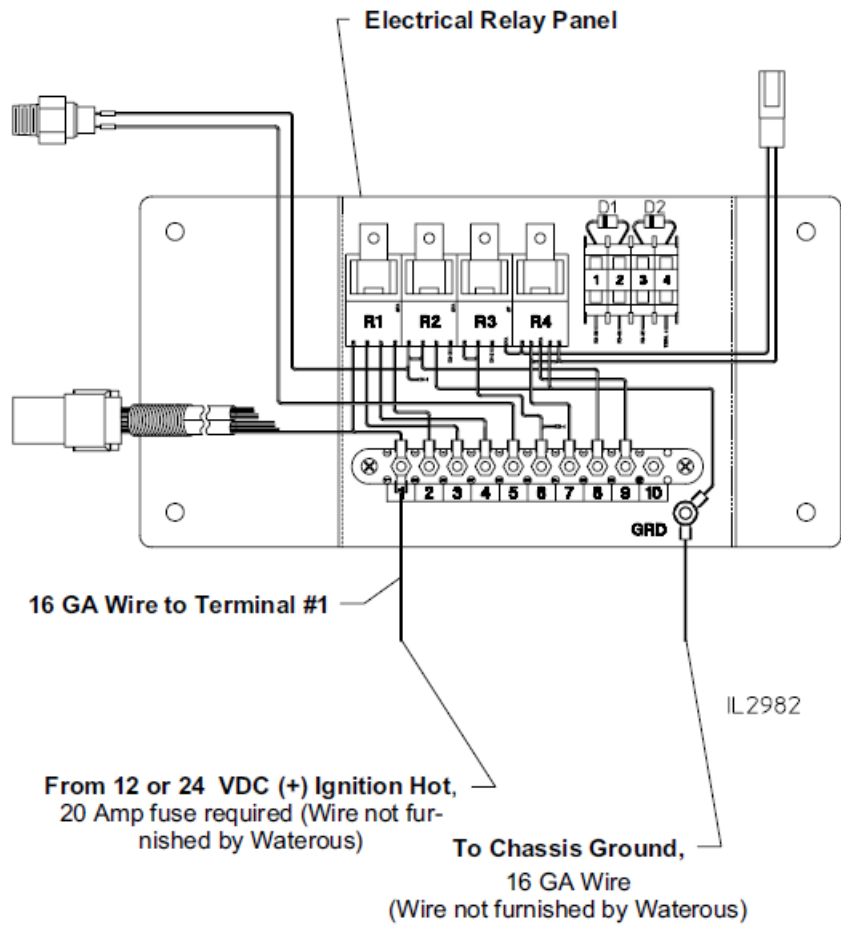 Electrical Relay Panel
D1 D2
1 2 3 4
R1 R2 R3 R4
1 2 3 4 5 6 7 8 9 10
GRD
16 GA Wire to Terminal #1
IL2982
From 12 or 24 VDC (+) Ignition Hot,
20 Amp fuse required (Wire not fur-
nished by Waterous)
To Chassis Ground,
16 GA Wire
(Wire not furnished by Waterous)